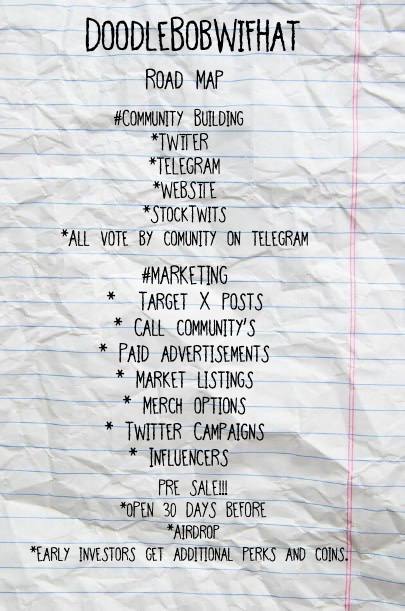 DoodleBobWifHat
Road Map
#Community Building
*Twiter
*Telegram
*Website
*StockTwits
*All vote by comunity on Telegram
#Marketing
* Target X posts
* Call community's
* Paid advertisements
* Market listings
* Merch options
* Twitter Campaigns
* Influencers
Pre Sale!!!
*Open 30 days before
*Airdrop
*Early investors get additional perks and coins.